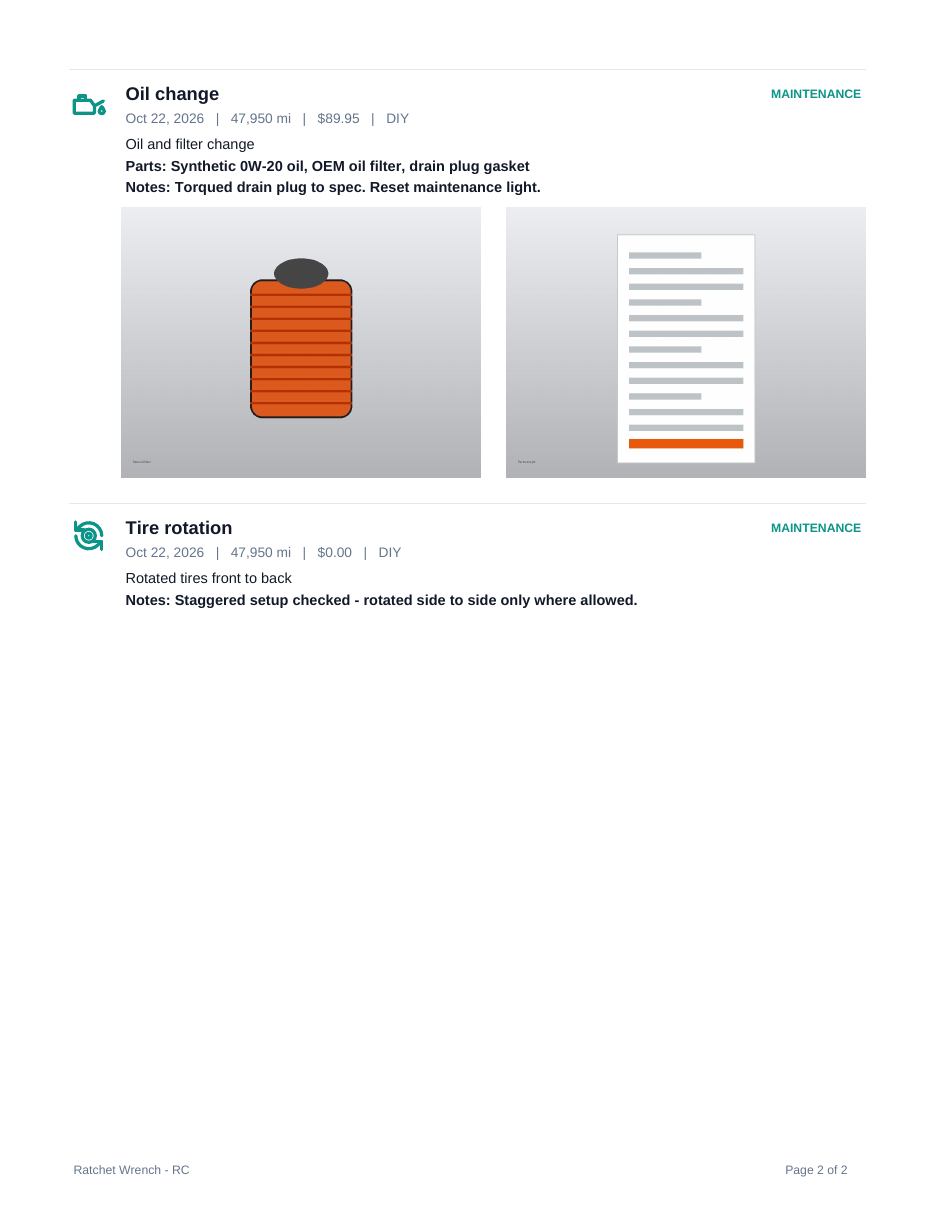 Oil change
MAINTENANCE
Oct 22, 2026 | 47,950 mi | $89.95 | DIY
Oil and filter change
Parts: Synthetic 0W-20 oil, OEM oil filter, drain plug gasket
Notes: Torqued drain plug to spec. Reset maintenance light.
Tire rotation
MAINTENANCE
Oct 22, 2026 | 47,950 mi | $0.00 | DIY
Rotated tires front to back
Notes: Staggered setup checked - rotated side to side only where allowed.
Ratchet Wrench - RC
Page 2 of 2